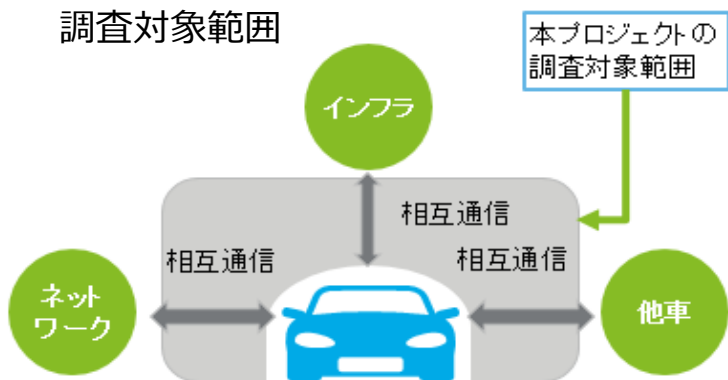 調査対象範囲
本プロジェクトの
調査対象範囲
インフラ
相互通信
相互通信
相互通信
ネット
ワーク
他車